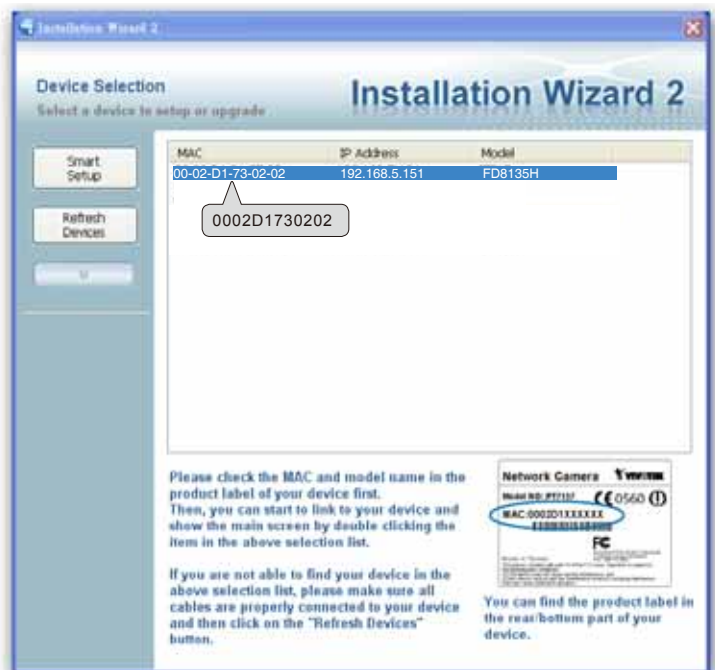 Installation Wizard 2
Device Selection
Select a device to setup or upgrade
Installation Wizard 2
Smart
Setup
Refresh
Devices
MAC IP Address Model
00-02-D1-73-02-02 192.168.5.151 FD8135H
0002D1730202
Please check the MAC and model name in the
product label of your device first.
Then, you can start to link to your device and
show the main screen by double clicking the
item in the above selection list.
If you are not able to find your device in the
above selection list, please make sure all
cables are properly connected to your device
and then click on the "Refresh Devices"
button.
Network Camera VIVOTEK
Model NO: PT7137 CE 0560
MAC:0002D1XXXXXX
FC
You can find the product label in
the rear/bottom part of your
device.